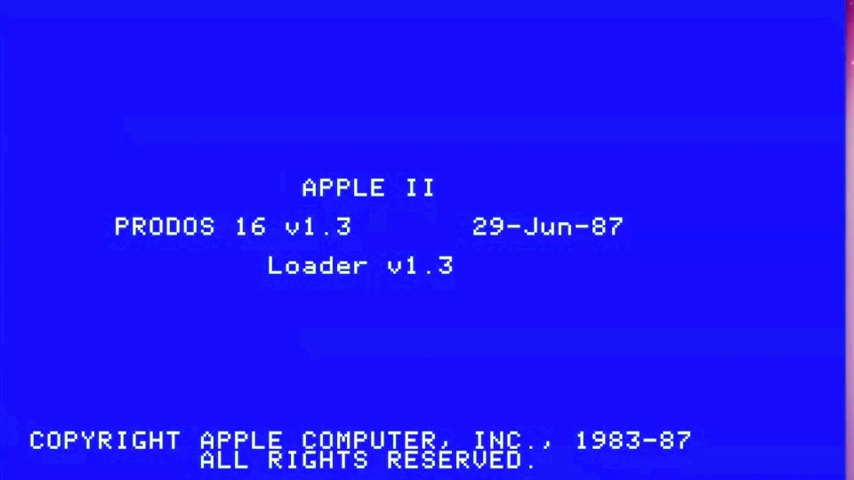 APPLE II
PRODOS 16 v1.3 29-Jun-87
Loader v1.3
COPYRIGHT APPLE COMPUTER, INC., 1983-87
ALL RIGHTS RESERVED.